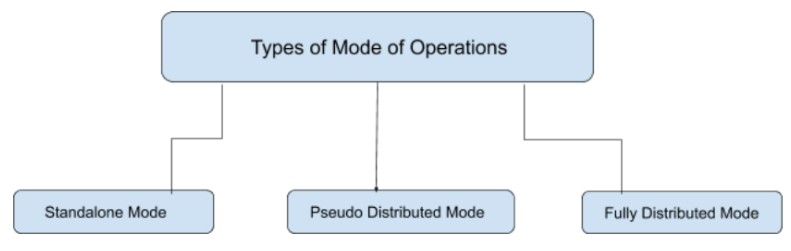 Types of Mode of Operations
Standalone Mode
Pseudo Distributed Mode
Fully Distributed Mode